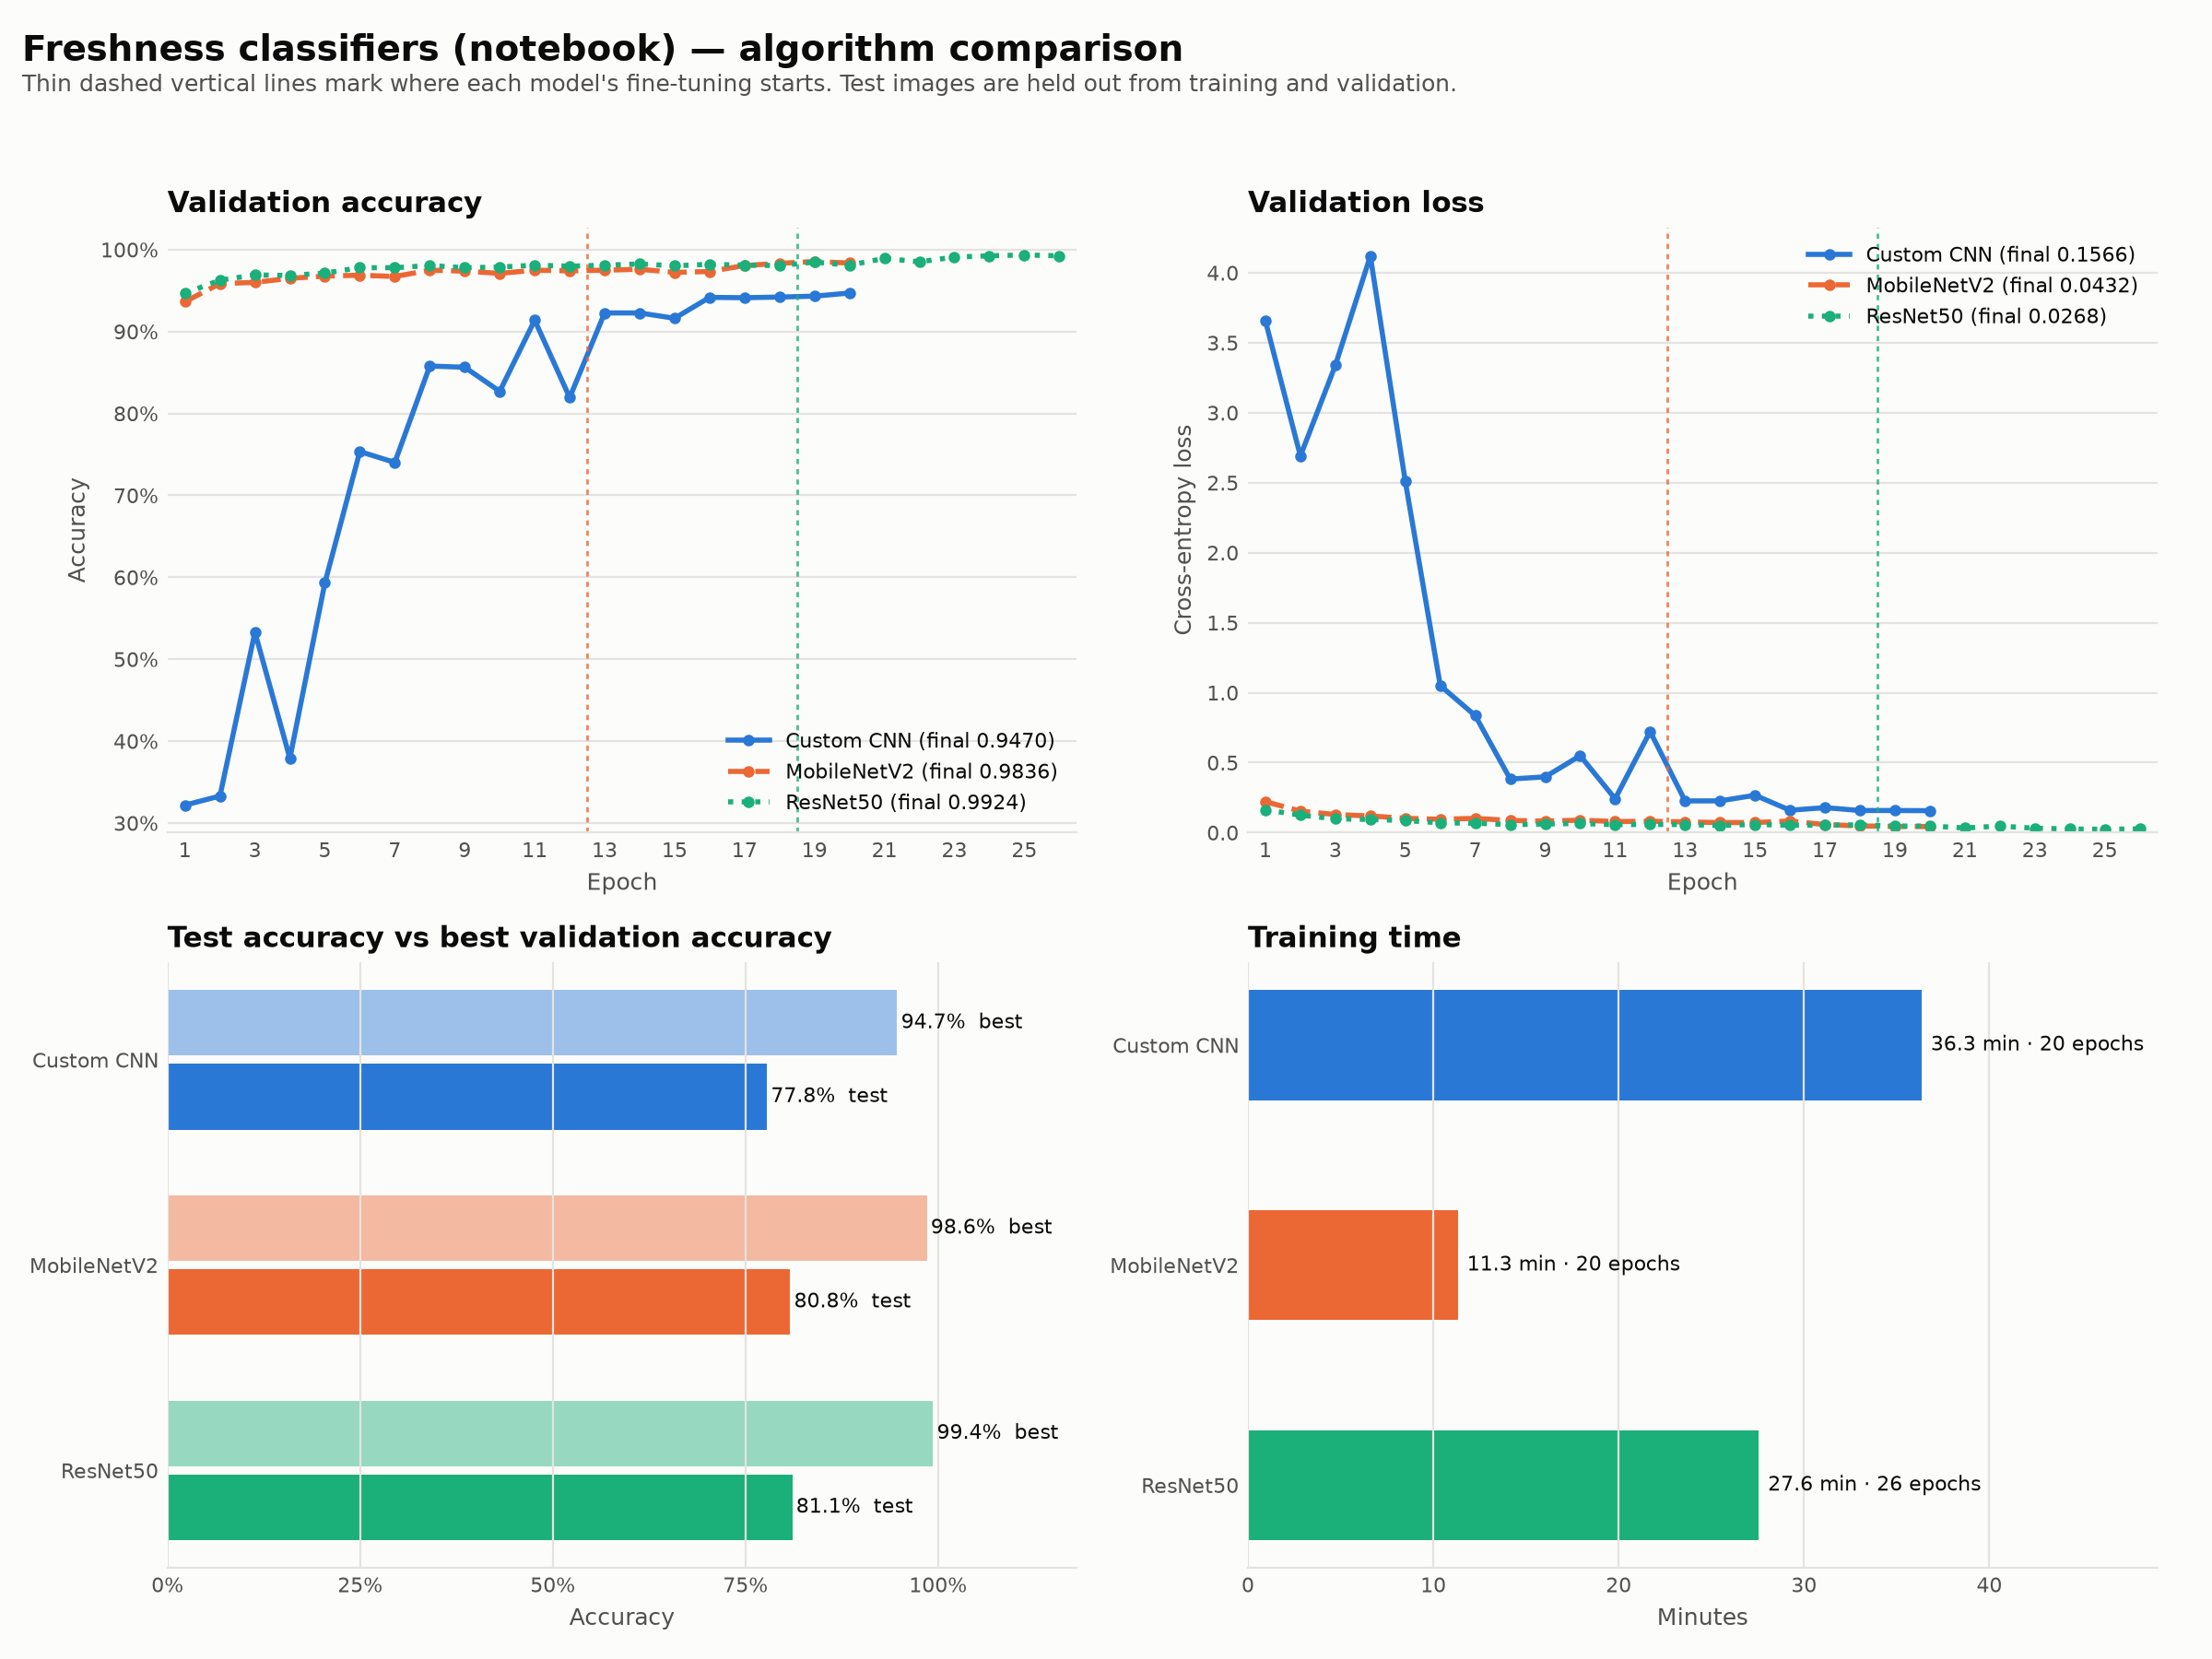 Freshness classifiers (notebook) — algorithm comparison
Thin dashed vertical lines mark where each model's fine-tuning starts. Test images are held out from training and validation.
Validation accuracy
100%
90%
80%
70%
60%
50%
40%
30%
Accuracy
Custom CNN (final 0.9470)
MobileNetV2 (final 0.9836)
ResNet50 (final 0.9924)
1 3 5 7 9 11 13 15 17 19 21 23 25
Epoch
Validation loss
4.0
3.5
3.0
2.5
2.0
1.5
1.0
0.5
0.0
Cross-entropy loss
Custom CNN (final 0.1566)
MobileNetV2 (final 0.0432)
ResNet50 (final 0.0268)
1 3 5 7 9 11 13 15 17 19 21 23 25
Epoch
Test accuracy vs best validation accuracy
94.7% best
Custom CNN
77.8% test
98.6% best
MobileNetV2
80.8% test
99.4% best
ResNet50
81.1% test
0% 25% 50% 75% 100%
Accuracy
Training time
Custom CNN
36.3 min · 20 epochs
MobileNetV2
11.3 min · 20 epochs
ResNet50
27.6 min · 26 epochs
0 10 20 30 40
Minutes